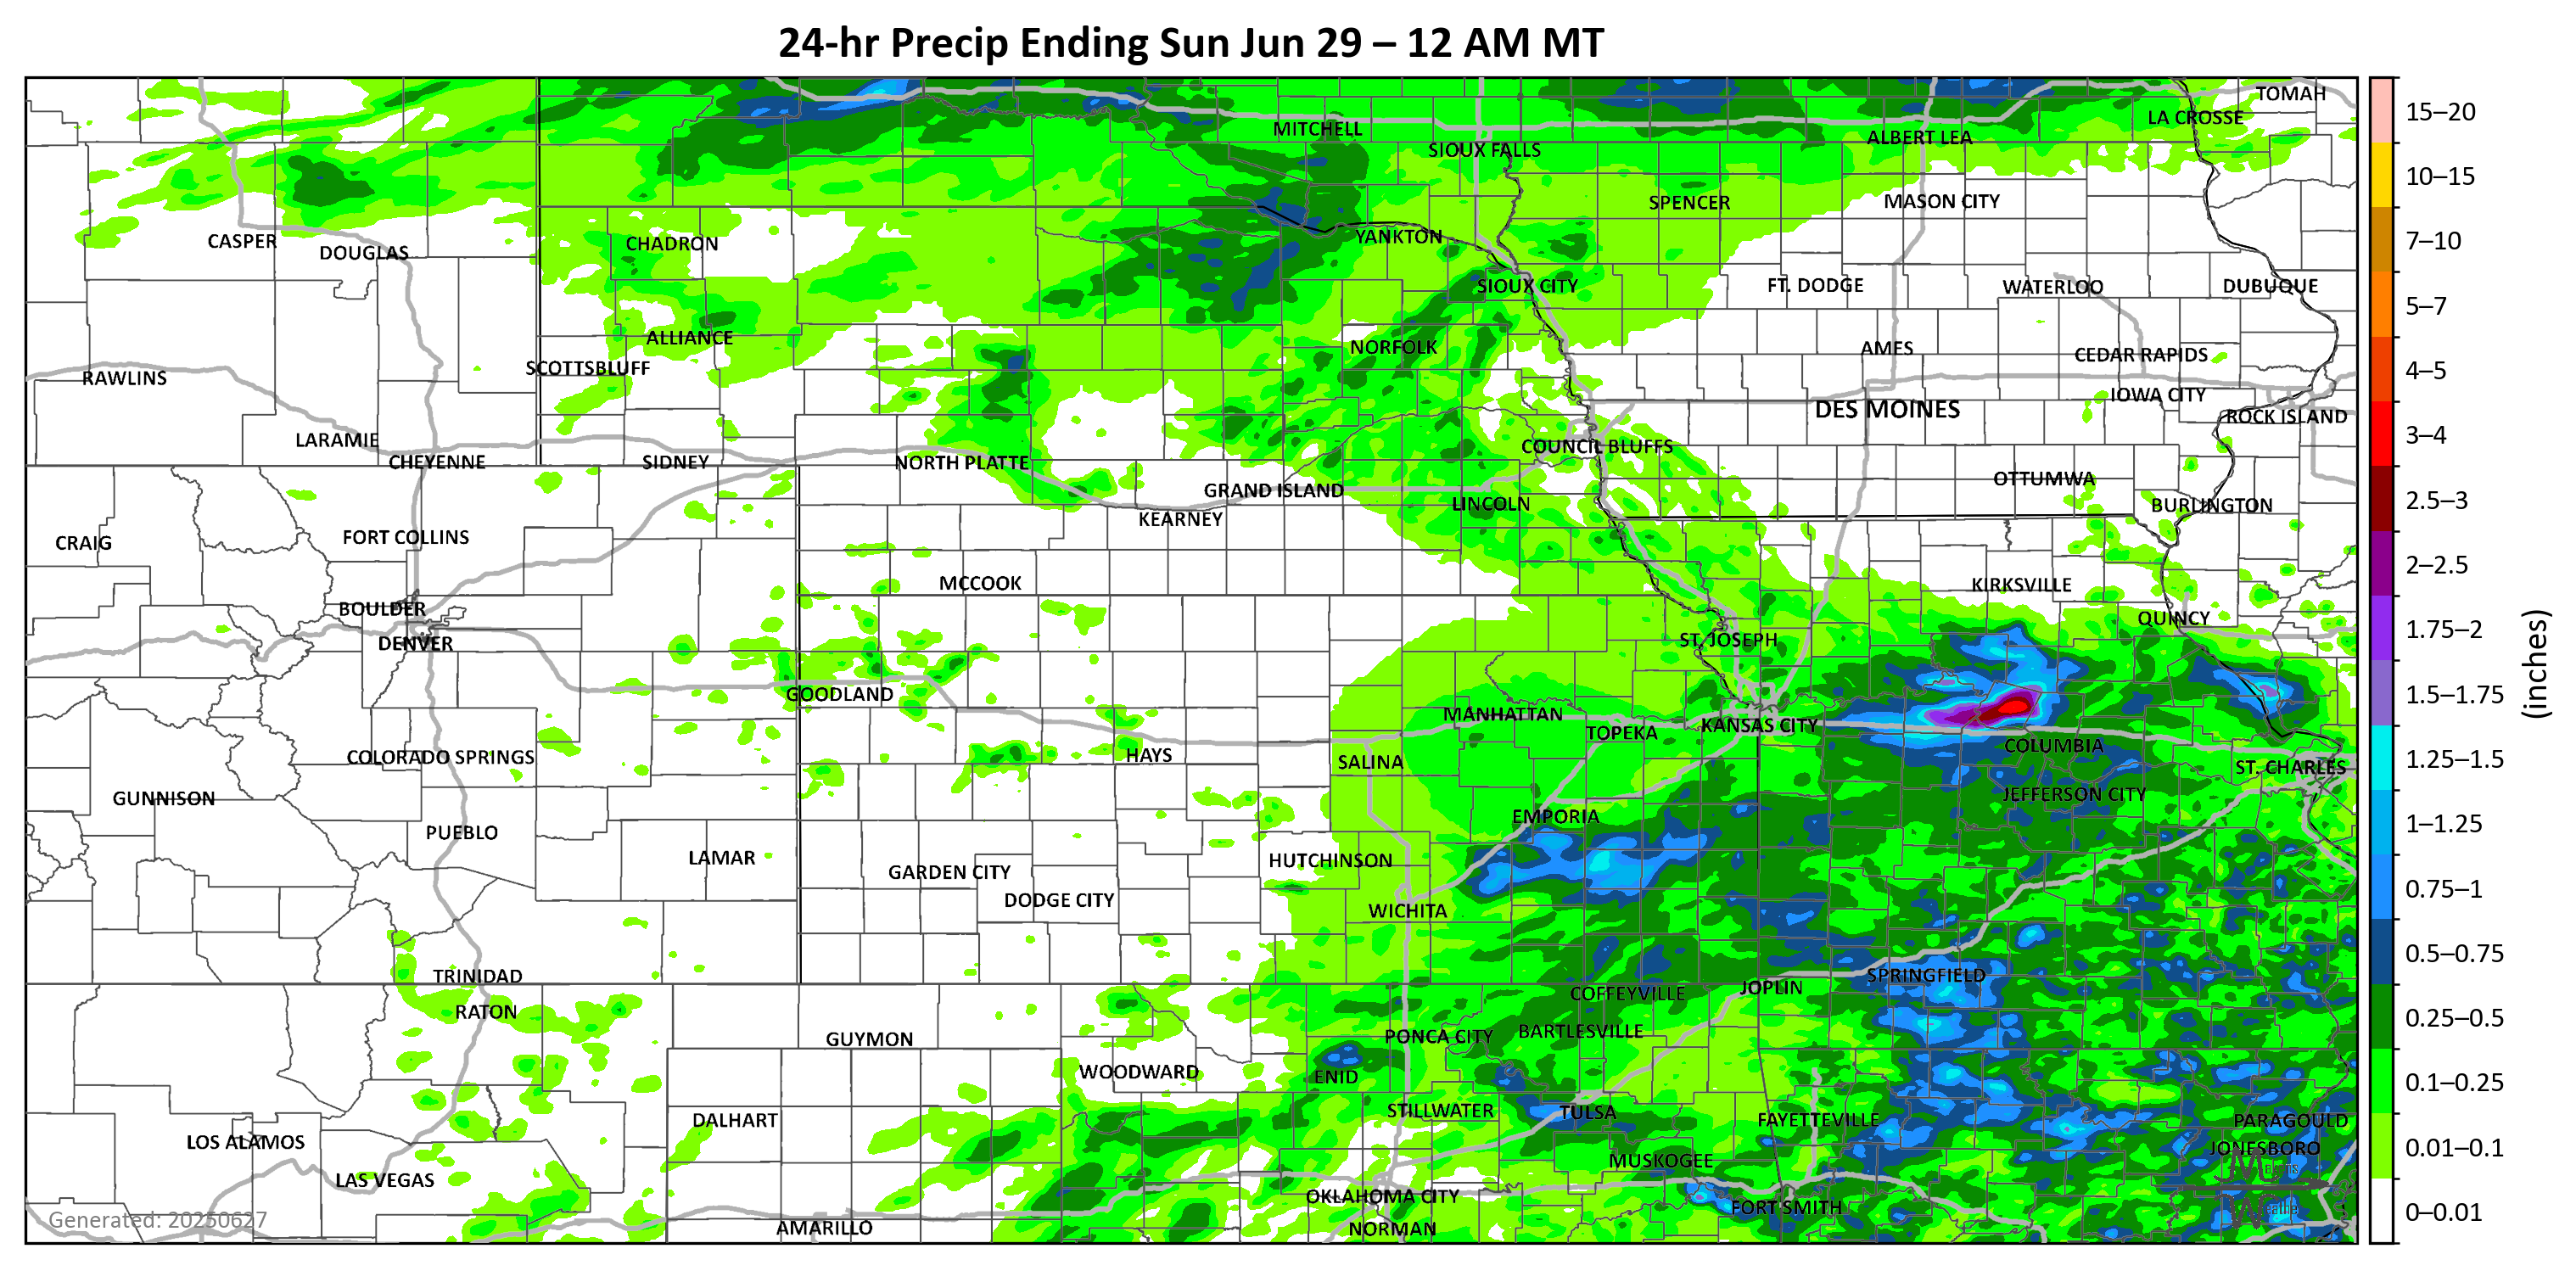 24-hr Precip Ending Sun Jun 29 – 12 AM MT
TOMAH
LA CROSSE
MITCHELL
ALBERT LEA
SIOUX FALLS
SPENCER
MASON CITY
CASPER
DOUGLAS
CHADRON
YANKTON
SIOUX CITY
FT. DODGE
WATERLOO
DUBUQUE
ALLIANCE
NORFOLK
AMES
CEDAR RAPIDS
SCOTTSBLUFF
RAWLINS
IOWA CITY
DES MOINES
ROCK ISLAND
LARAMIE
COUNCIL BLUFFS
CHEYENNE
SIDNEY
NORTH PLATTE
OTTUMWA
GRAND ISLAND
LINCOLN
BURLINGTON
KEARNEY
FORT COLLINS
CRAIG
MCCOOK
KIRKSVILLE
BOULDER
QUINCY
DENVER
ST. JOSEPH
GOODLAND
MANHATTAN
KANSAS CITY
TOPEKA
COLUMBIA
COLORADO SPRINGS
HAYS
SALINA
ST. CHARLES
GUNNISON
JEFFERSON CITY
EMPORIA
PUEBLO
LAMAR
HUTCHINSON
GARDEN CITY
DODGE CITY
WICHITA
TRINIDAD
SPRINGFIELD
JOPLIN
COFFEYVILLE
RATON
BARTLESVILLE
PONCA CITY
GUYMON
WOODWARD
ENID
STILLWATER
TULSA
DALHART
FAYETTEVILLE
PARAGOULD
LOS ALAMOS
JONESBORO
MUSKOGEE
LAS VEGAS
OKLAHOMA CITY
FORT SMITH
AMARILLO
NORMAN
Generated: 20250627
15–20
10–15
7–10
5–7
4–5
3–4
2.5–3
2–2.5
1.75–2
1.5–1.75
1.25–1.5
1–1.25
0.75–1
0.5–0.75
0.25–0.5
0.1–0.25
0.01–0.1
0–0.01
(inches)